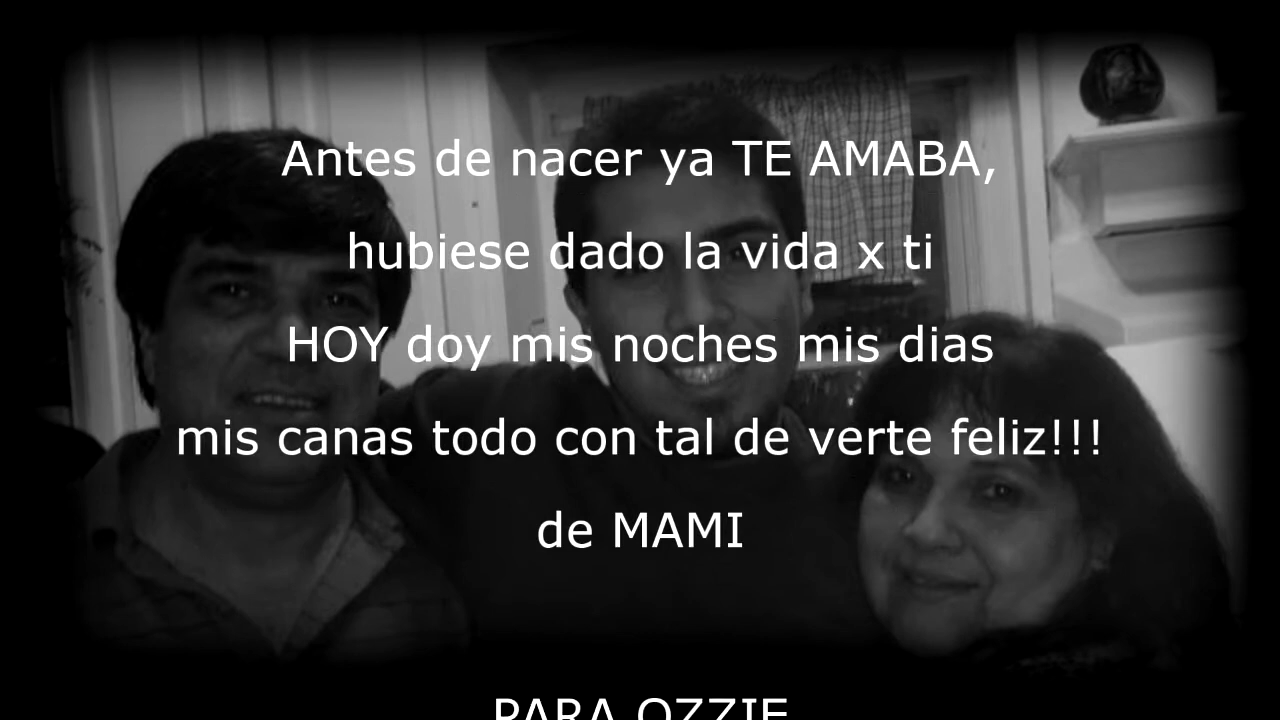 Antes de nacer ya TE AMABA,
hubiese dado la vida x ti
HOY doy mis noches mis dias
mis canas todo con tal de verte feliz!!!
de MAMI
PARA OZZIE